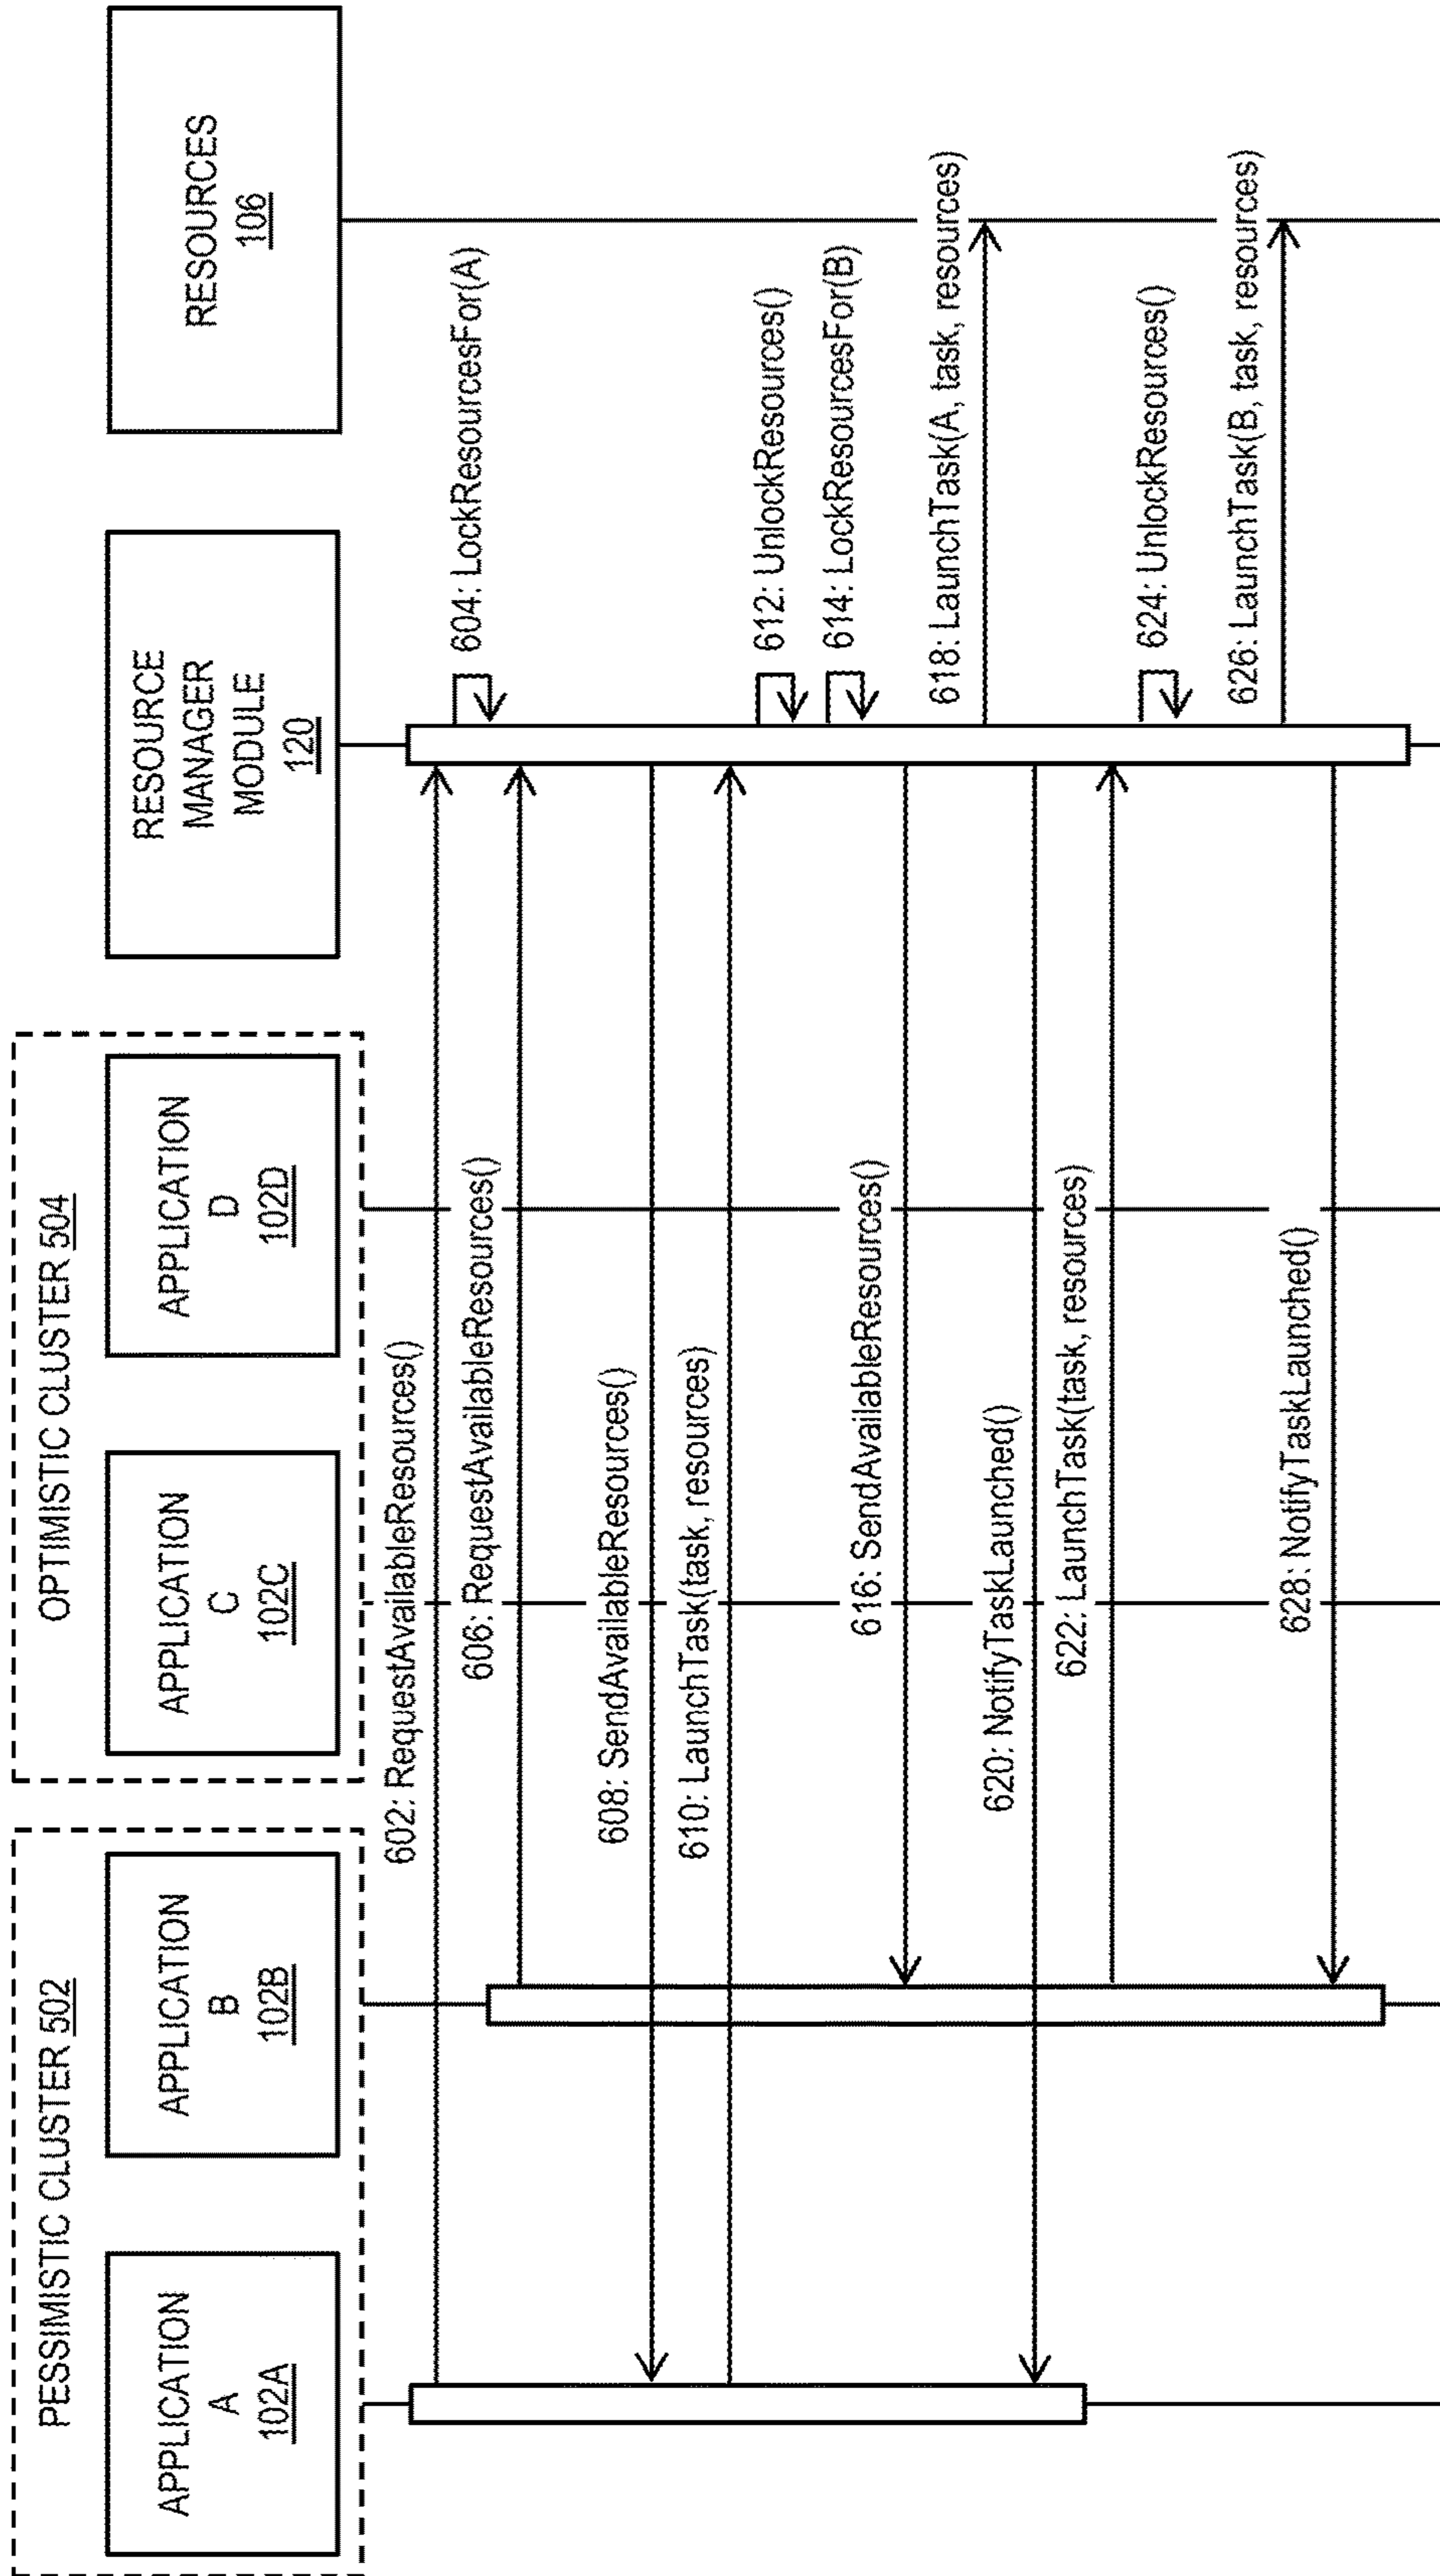 PESSIMISTIC CLUSTER 502
OPTIMISTIC CLUSTER 504
APPLICATION
A
102A
APPLICATION
B
102B
APPLICATION
C
102C
APPLICATION
D
102D
RESOURCE
MANAGER
MODULE
120
RESOURCES
106
602: RequestAvailableResources()
604: LockResourcesFor(A)
606: RequestAvailableResources()
608: SendAvailableResources()
610: LaunchTask(task, resources)
612: UnlockResources()
614: LockResourcesFor(B)
616: SendAvailableResources()
618: LaunchTask(A, task, resources)
620: NotifyTaskLaunched()
622: LaunchTask(task, resources)
624: UnlockResources()
626: LaunchTask(B, task, resources)
628: NotifyTaskLaunched()